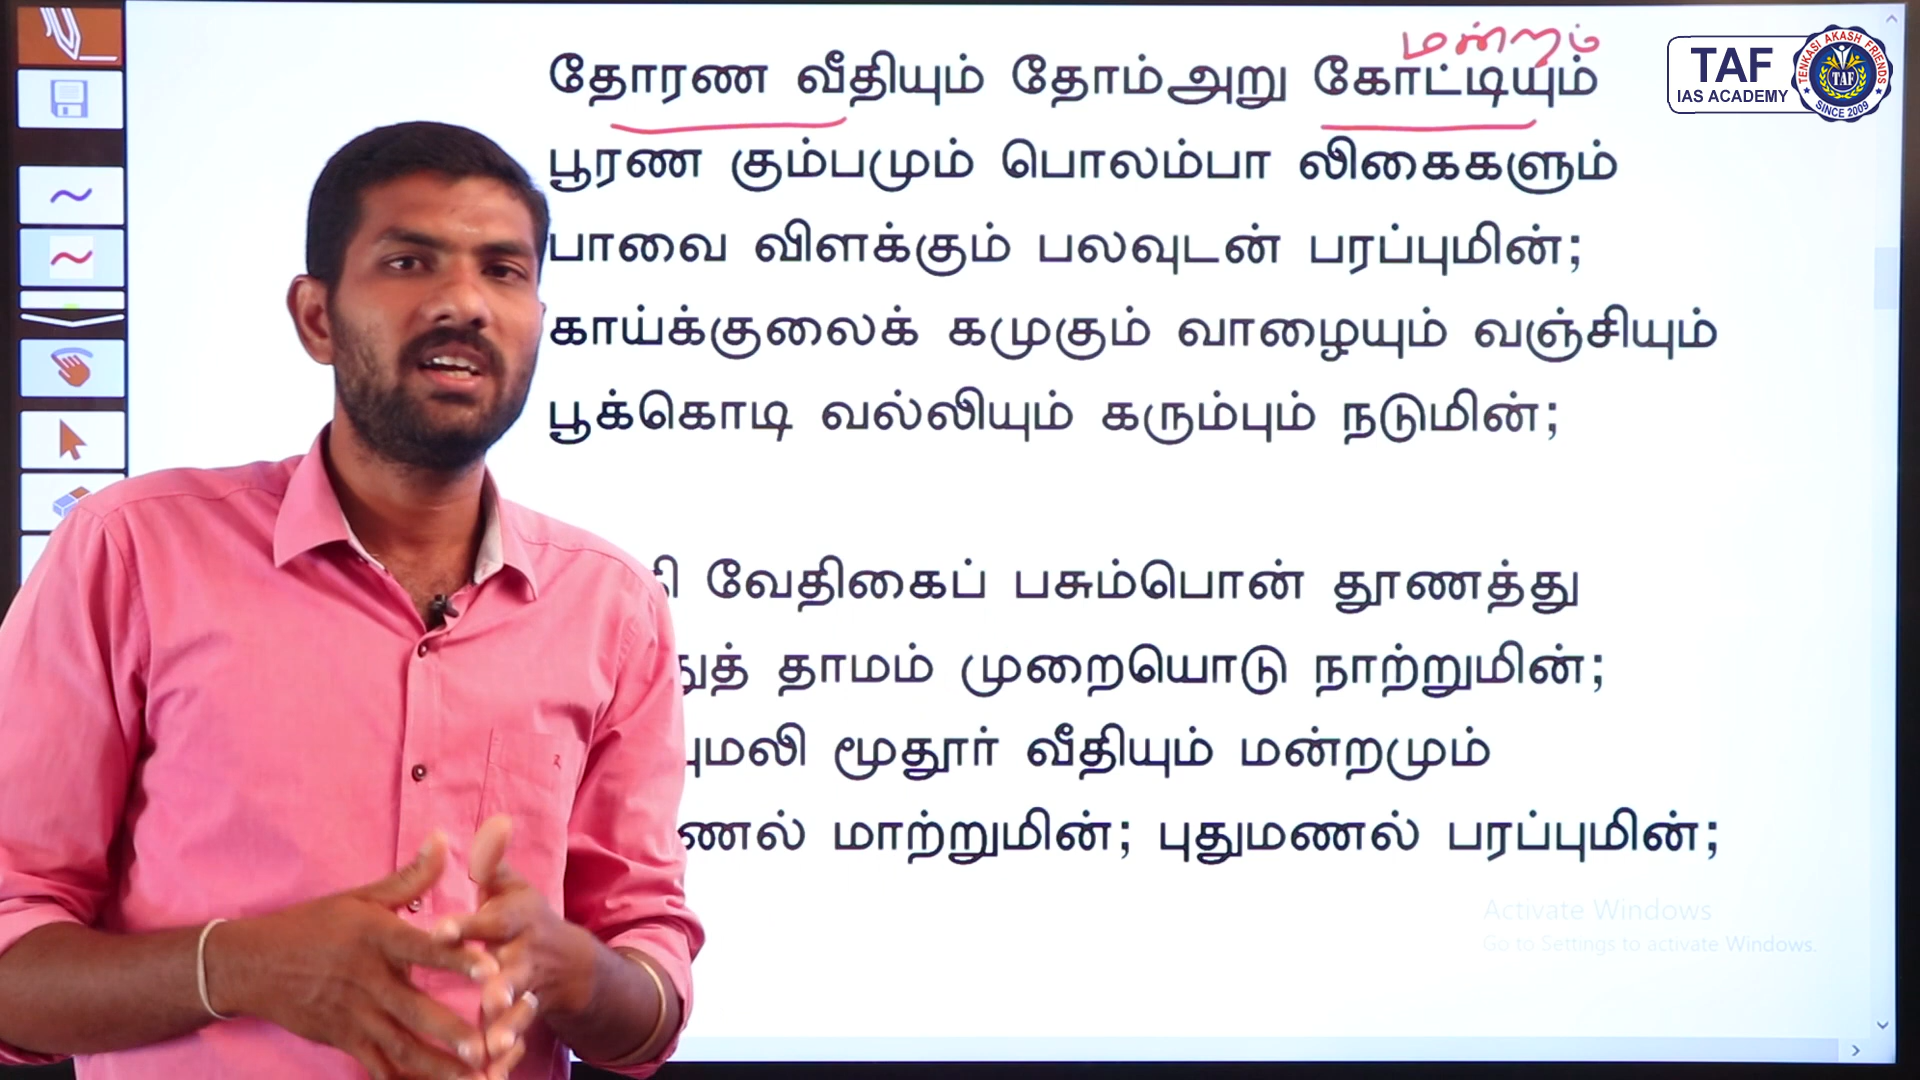 மன்றம்
தோரண வீதியும் தோம்அறு கோட்டியும்
பூரண கும்பமும் பொலம்பா லிகைகளும்
பாவை விளக்கும் பலவுடன் பரப்புமின்;
காய்க்குலைக் கமுகும் வாழையும் வஞ்சியும்
பூக்கொடி வல்லியும் கரும்பும் நடுமின்;
வேதிகைப் பசும்பொன் தூணத்து
தாமம் முறையொடு நாற்றுமின்;
மூதூர் வீதியும் மன்றமும்
மாற்றுமின்; புதுமணல் பரப்புமின்;
TAF
IAS ACADEMY
TENKASI AKASH FRIENDS
TAF
SINCE 2009
Activate Windows
Go to Settings to activate Windows.